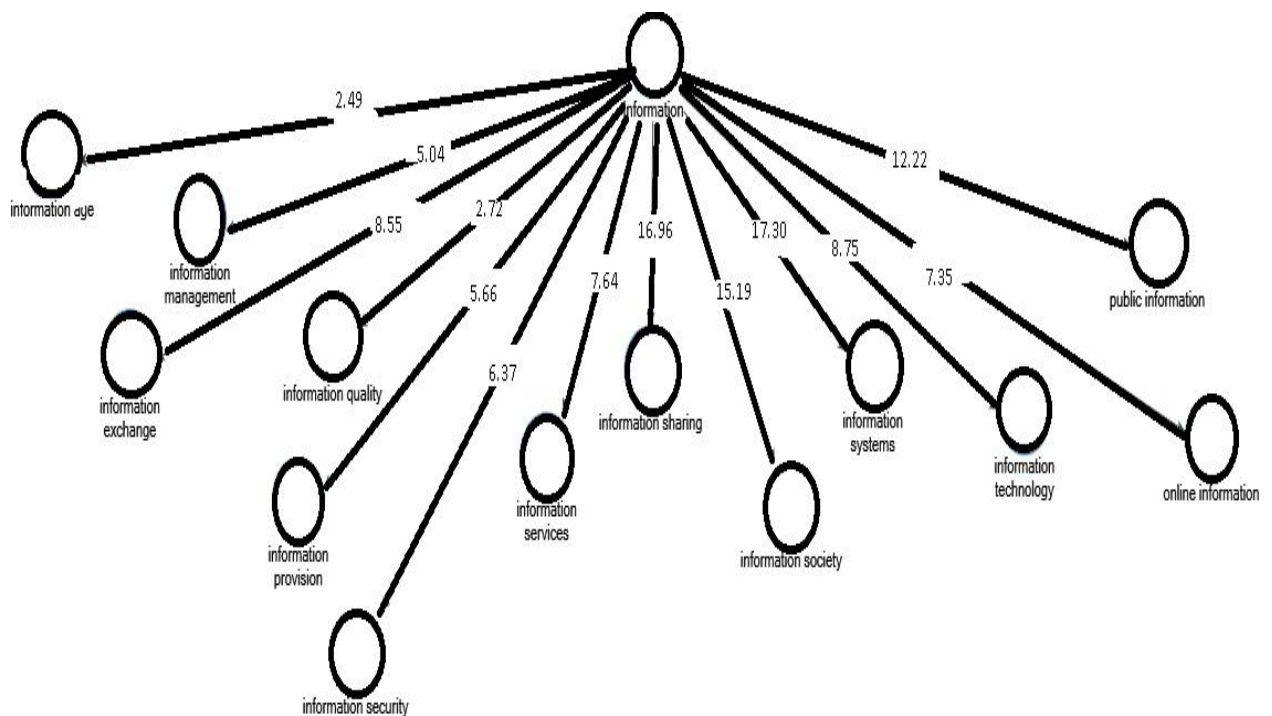 nformation
2.49
5.04
8.55
2.72
5.66
6.37
7.64
16.96
15.19
17.30
8.75
7.35
12.22
information
information
management
information
exchange
information quality
information
provision
information security
information
services
information sharing
information society
information
systems
information
technology
online information
public information